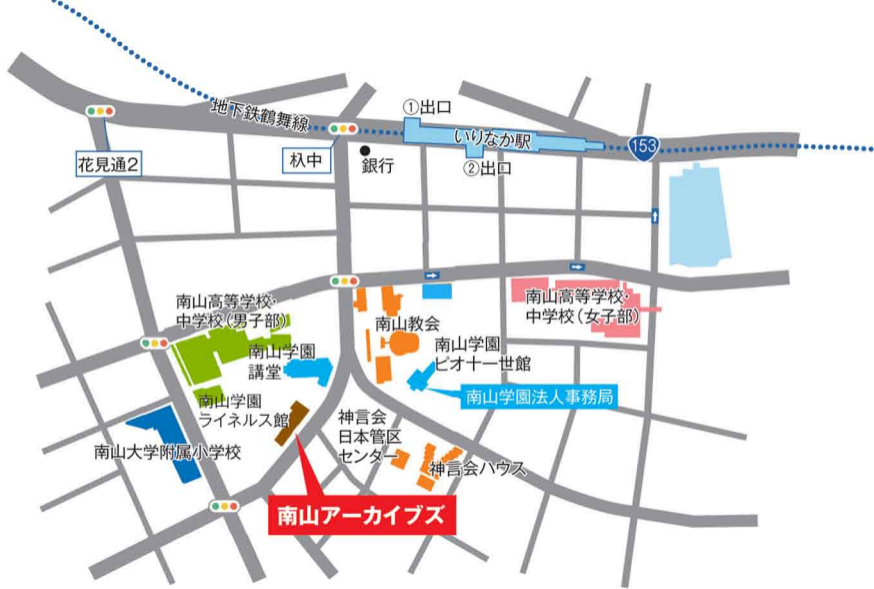 地下鉄鶴舞線
①出口
いりなか駅
153
花見通2
杁中
銀行
②出口
南山高等学校・
中学校(男子部)
南山教会
南山高等学校・
中学校(女子部)
南山学園
講堂
南山学園
ピオ十一世館
南山学園法人事務局
南山学園
ライネルス館
神言会
日本管区
センター
南山大学附属小学校
神言会ハウス
南山アーカイブズ